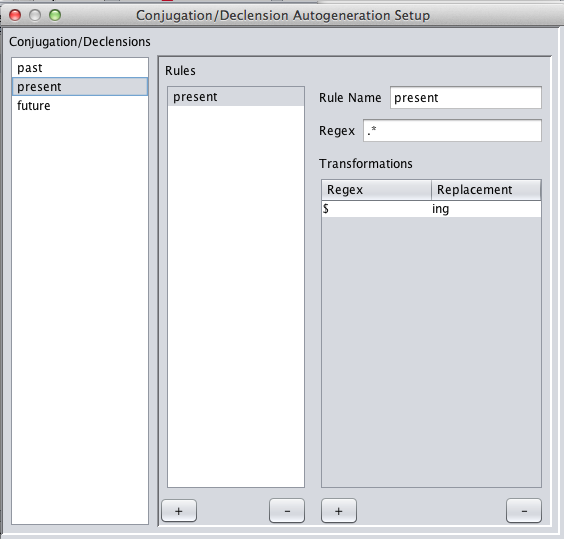 Conjugation/Declension Autogeneration Setup
Conjugation/Declensions
past
present
future
Rules
present
+
-
Rule Name present
Regex .*
Transformations
Regex Replacement
$ ing
+
-